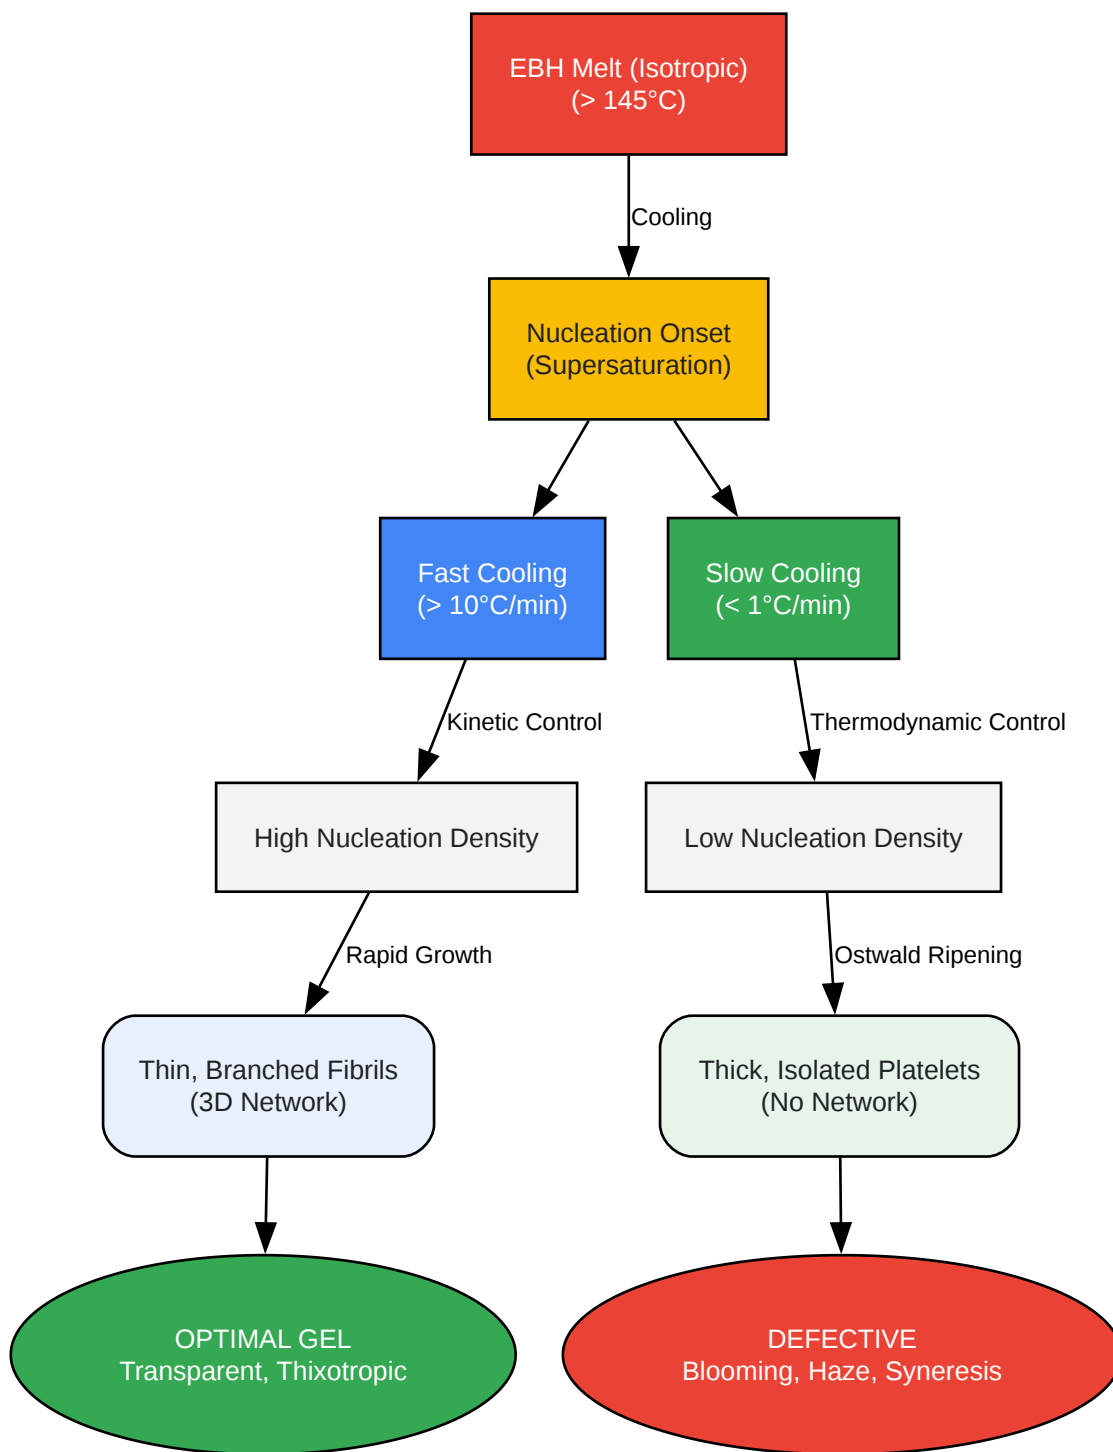 EBH Melt (Isotropic)
(> 145°C)
Cooling
Nucleation Onset
(Supersaturation)
Fast Cooling
(> 10°C/min)
Slow Cooling
(< 1°C/min)
Kinetic Control
Thermodynamic Control
High Nucleation Density
Low Nucleation Density
Rapid Growth
Ostwald Ripening
Thin, Branched Fibrils
(3D Network)
Thick, Isolated Platelets
(No Network)
OPTIMAL GEL
Transparent, Thixotropic
DEFECTIVE
Blooming, Haze, Syneresis